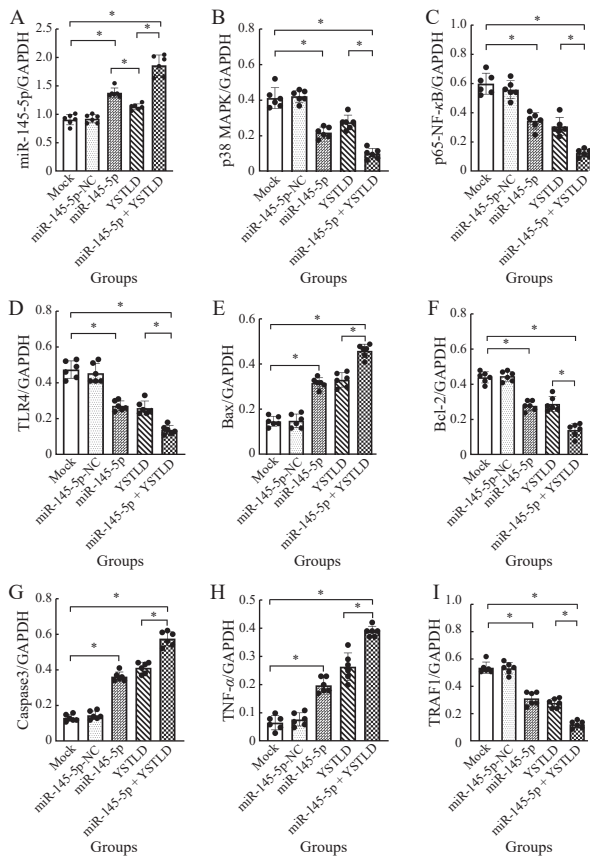 A
miR-145-5p/GAPDH
2.5
2.0
1.5
1.0
0.5
0
*
*
*
*
Mock
miR-145-5p-NC
miR-145-5p
YSTLD
miR-145-5p + YSTLD
Groups
B
p38 MAPK/GAPDH
0.8
0.6
0.4
0.2
0
*
*
*
Mock
miR-145-5p-NC
miR-145-5p
YSTLD
miR-145-5p + YSTLD
Groups
C
p65-NF-κB/GAPDH
1.0
0.8
0.6
0.4
0.2
0
*
*
*
Mock
miR-145-5p-NC
miR-145-5p
YSTLD
miR-145-5p + YSTLD
Groups
D
TLR4/GAPDH
0.8
0.6
0.4
0.2
0
*
*
*
Mock
miR-145-5p-NC
miR-145-5p
YSTLD
miR-145-5p + YSTLD
Groups
E
Bax/GAPDH
0.6
0.4
0.2
0
*
*
*
Mock
miR-145-5p-NC
miR-145-5p
YSTLD
miR-145-5p + YSTLD
Groups
F
Bcl-2/GAPDH
0.8
0.6
0.4
0.2
0
*
*
*
Mock
miR-145-5p-NC
miR-145-5p
YSTLD
miR-145-5p + YSTLD
Groups
G
Caspase3/GAPDH
0.8
0.6
0.4
0.2
0
*
*
*
Mock
miR-145-5p-NC
miR-145-5p
YSTLD
miR-145-5p + YSTLD
Groups
H
TNF-α/GAPDH
0.5
0.4
0.3
0.2
0.1
0
*
*
*
Mock
miR-145-5p-NC
miR-145-5p
YSTLD
miR-145-5p + YSTLD
Groups
I
TRAF1/GAPDH
1.0
0.8
0.6
0.4
0.2
0
*
*
*
Mock
miR-145-5p-NC
miR-145-5p
YSTLD
miR-145-5p + YSTLD
Groups